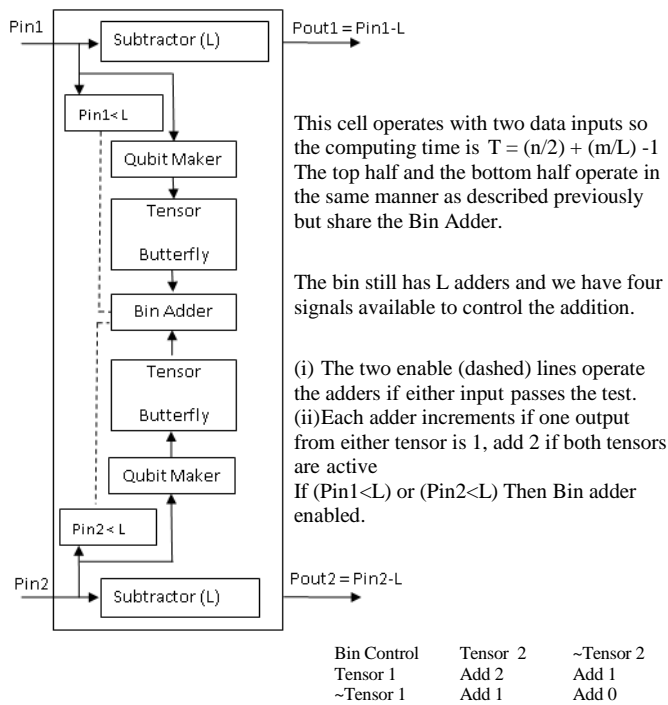 Pin1
Subtractor (L)
Pout1 = Pin1-L
Pin1< L
Qubit Maker
Tensor
Butterfly
Bin Adder
Tensor
Butterfly
Qubit Maker
Pin2< L
Pin2
Subtractor (L)
Pout2 = Pin2-L
This cell operates with two data inputs so
the computing time is T = (n/2) + (m/L) -1
The top half and the bottom half operate in
the same manner as described previously
but share the Bin Adder.
The bin still has L adders and we have four
signals available to control the addition.
(i) The two enable (dashed) lines operate
the adders if either input passes the test.
(ii)Each adder increments if one output
from either tensor is 1, add 2 if both tensors
are active
If (Pin1<L) or (Pin2<L) Then Bin adder
enabled.
Bin Control Tensor 2 ~Tensor 2
Tensor 1 Add 2 Add 1
~Tensor 1 Add 1 Add 0